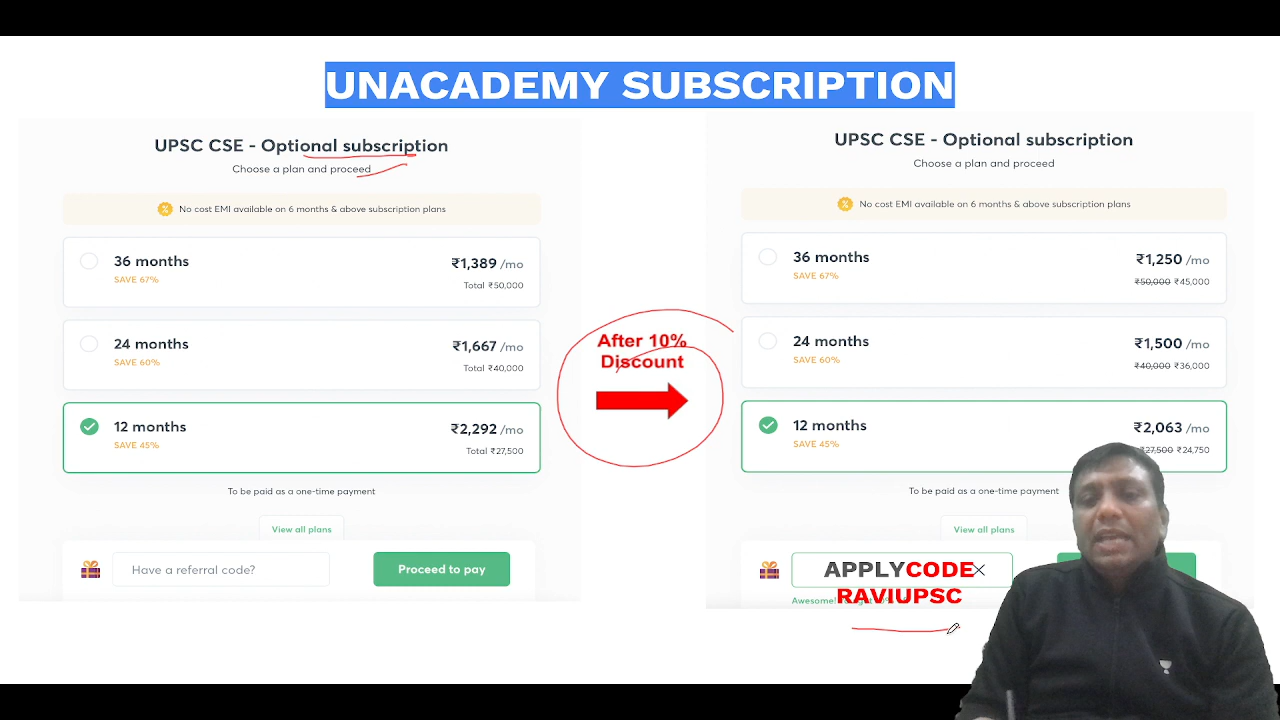 UNACADEMY SUBSCRIPTION
UPSC CSE - Optional subscription
Choose a plan and proceed
No cost EMI available on 6 months & above subscription plans
36 months
₹1,389 /mo
SAVE 67%
Total ₹50,000
24 months
₹1,667 /mo
SAVE 60%
Total ₹40,000
12 months
₹2,292 /mo
SAVE 45%
Total ₹27,500
To be paid as a one-time payment
View all plans
Have a referral code?
Proceed to pay
After 10%
Discount
UPSC CSE - Optional subscription
Choose a plan and proceed
No cost EMI available on 6 months & above subscription plans
36 months
₹1,250 /mo
SAVE 67%
₹50,000 ₹45,000
24 months
₹1,500 /mo
SAVE 60%
₹40,000 ₹36,000
12 months
₹2,063 /mo
SAVE 45%
₹27,500 ₹24,750
To be paid as a one-time payment
View all plans
APPLYCODE
RAVIUPSC
Awesome!